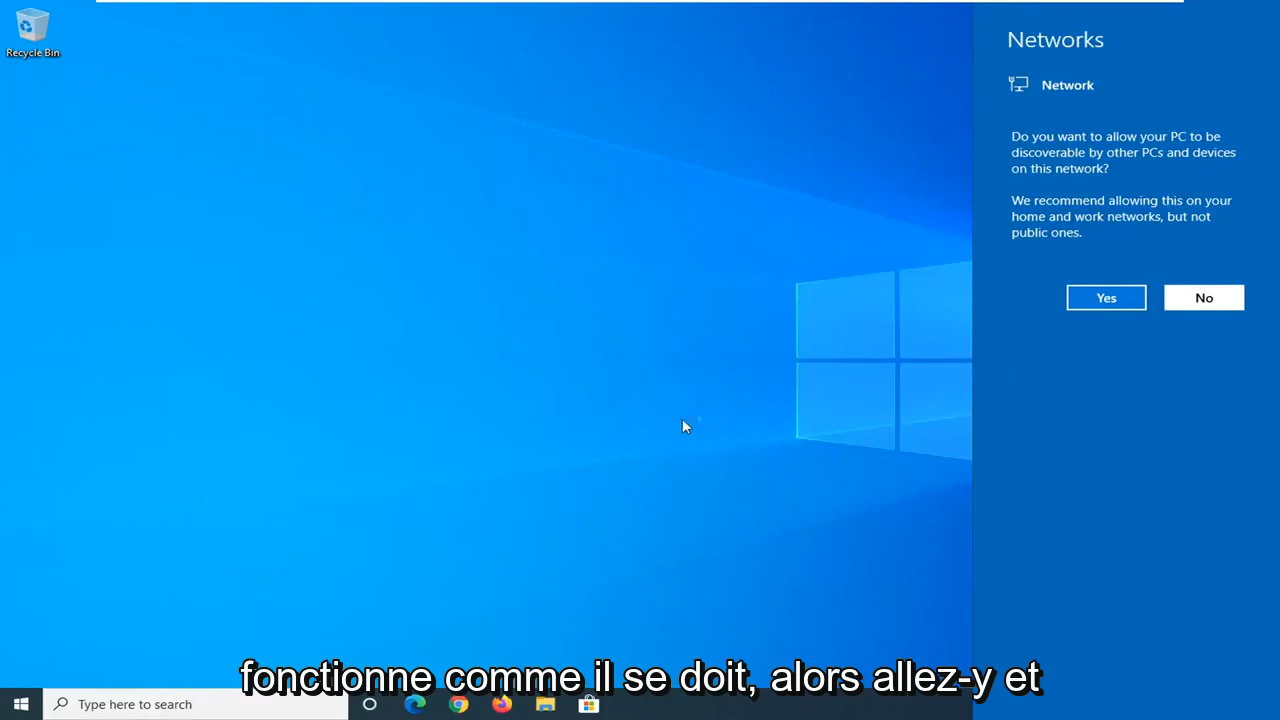 Recycle Bin
Networks
Network
Do you want to allow your PC to be
discoverable by other PCs and devices
on this network?
We recommend allowing this on your
home and work networks, but not
public ones.
Yes
No
fonctionne comme il se doit, alors allez-y et
Type here to search